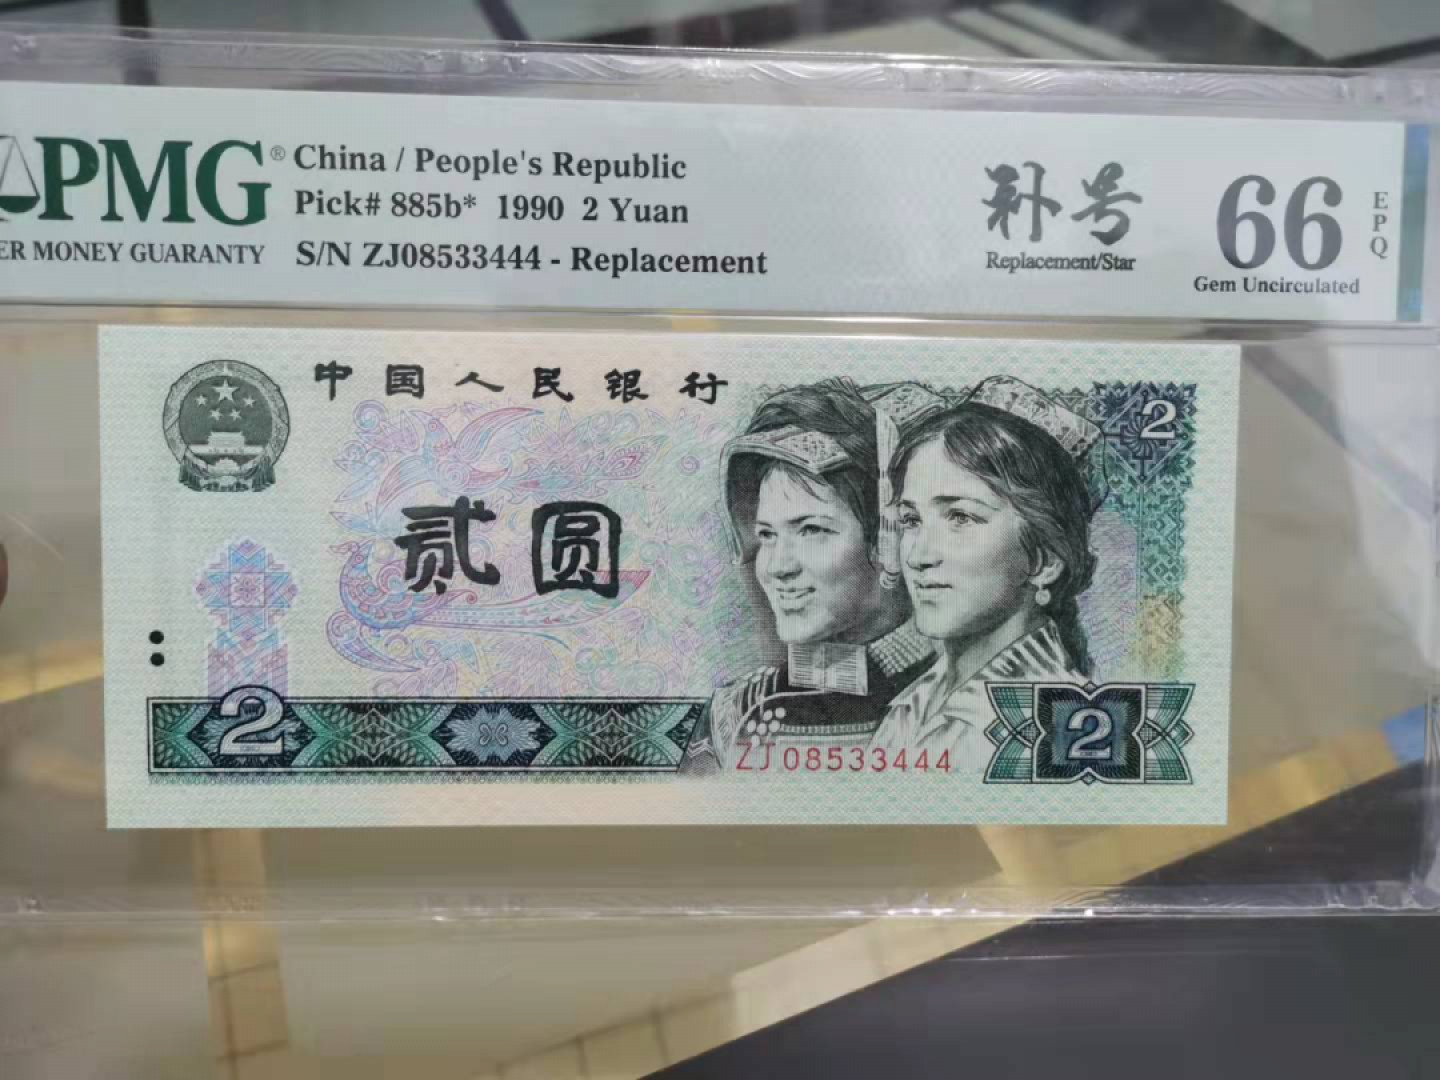 PMG®
ER MONEY GUARANTY
China / People's Republic
Pick# 885b* 1990 2 Yuan
S/N ZJ08533444 - Replacement
补号
Replacement/Star
66
EPQ
Gem Uncirculated
中国人民银行
2
贰圆
2
ZJ08533444
2